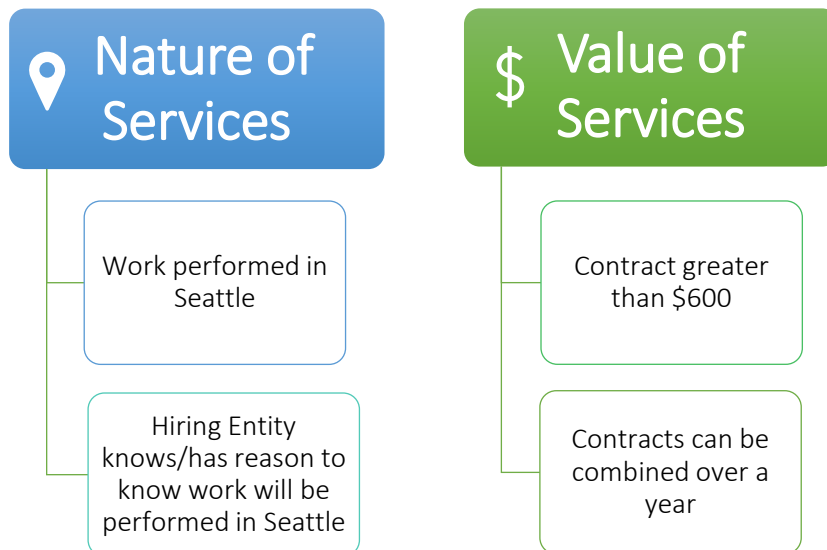 Nature of
Services
Work performed in
Seattle
Hiring Entity
knows/has reason to
know work will be
performed in Seattle
$
Value of
Services
Contract greater
than $600
Contracts can be
combined over a
year